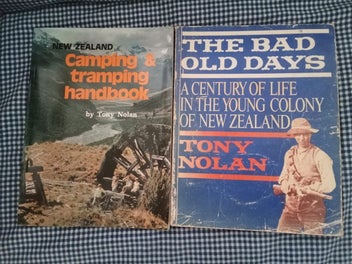 NEW ZEALAND
Camping &
tramping
handbook
by Tony Nolan
THE BAD
OLD DAYS
A CENTURY OF LIFE
IN THE YOUNG COLONY
OF NEW ZEALAND
TONY
NOLAN